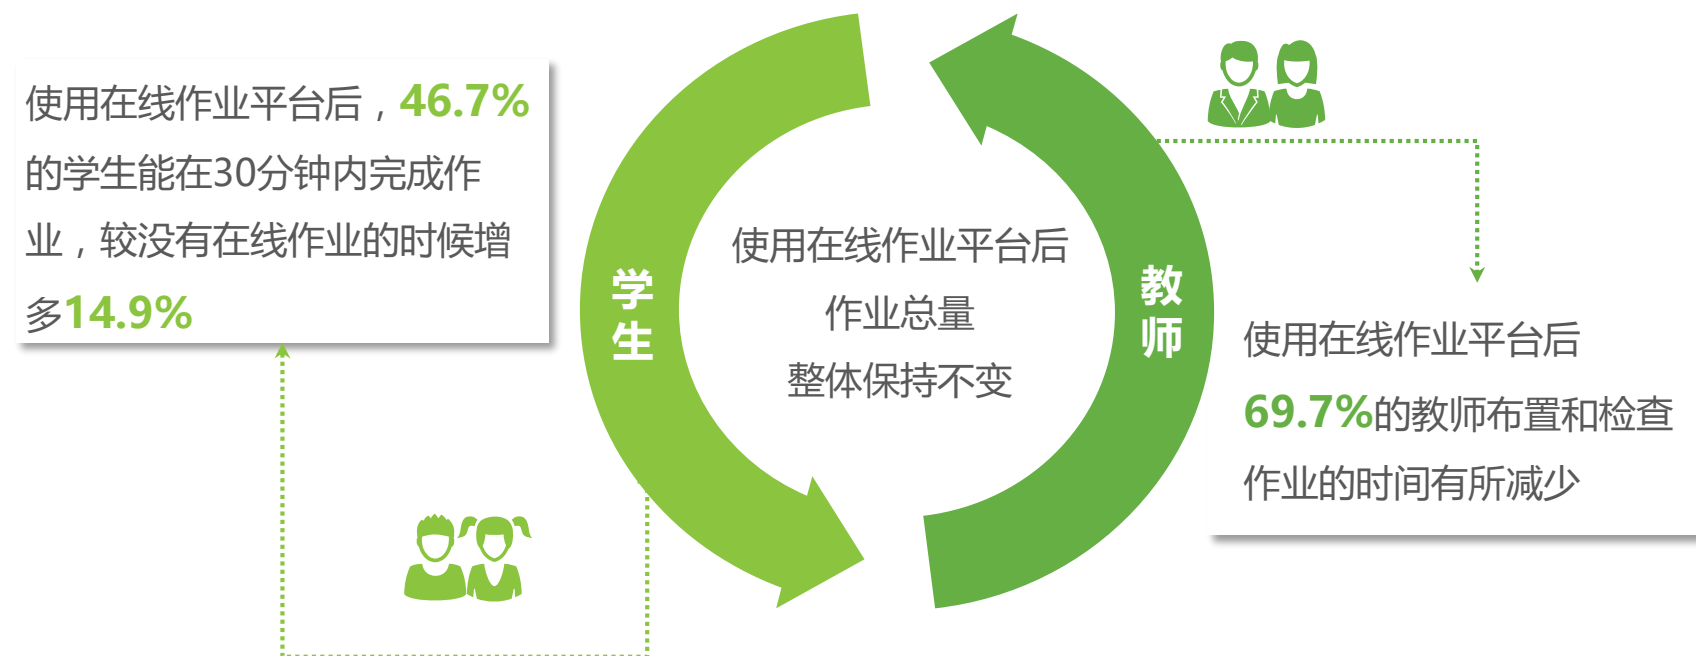 使用在线作业平台后，46.7%
的学生能在30分钟内完成作
业，较没有在线作业的时候增
多14.9%
学生
使用在线作业平台后
作业总量
整体保持不变
教师
使用在线作业平台后
69.7%的教师布置和检查
作业的时间有所减少